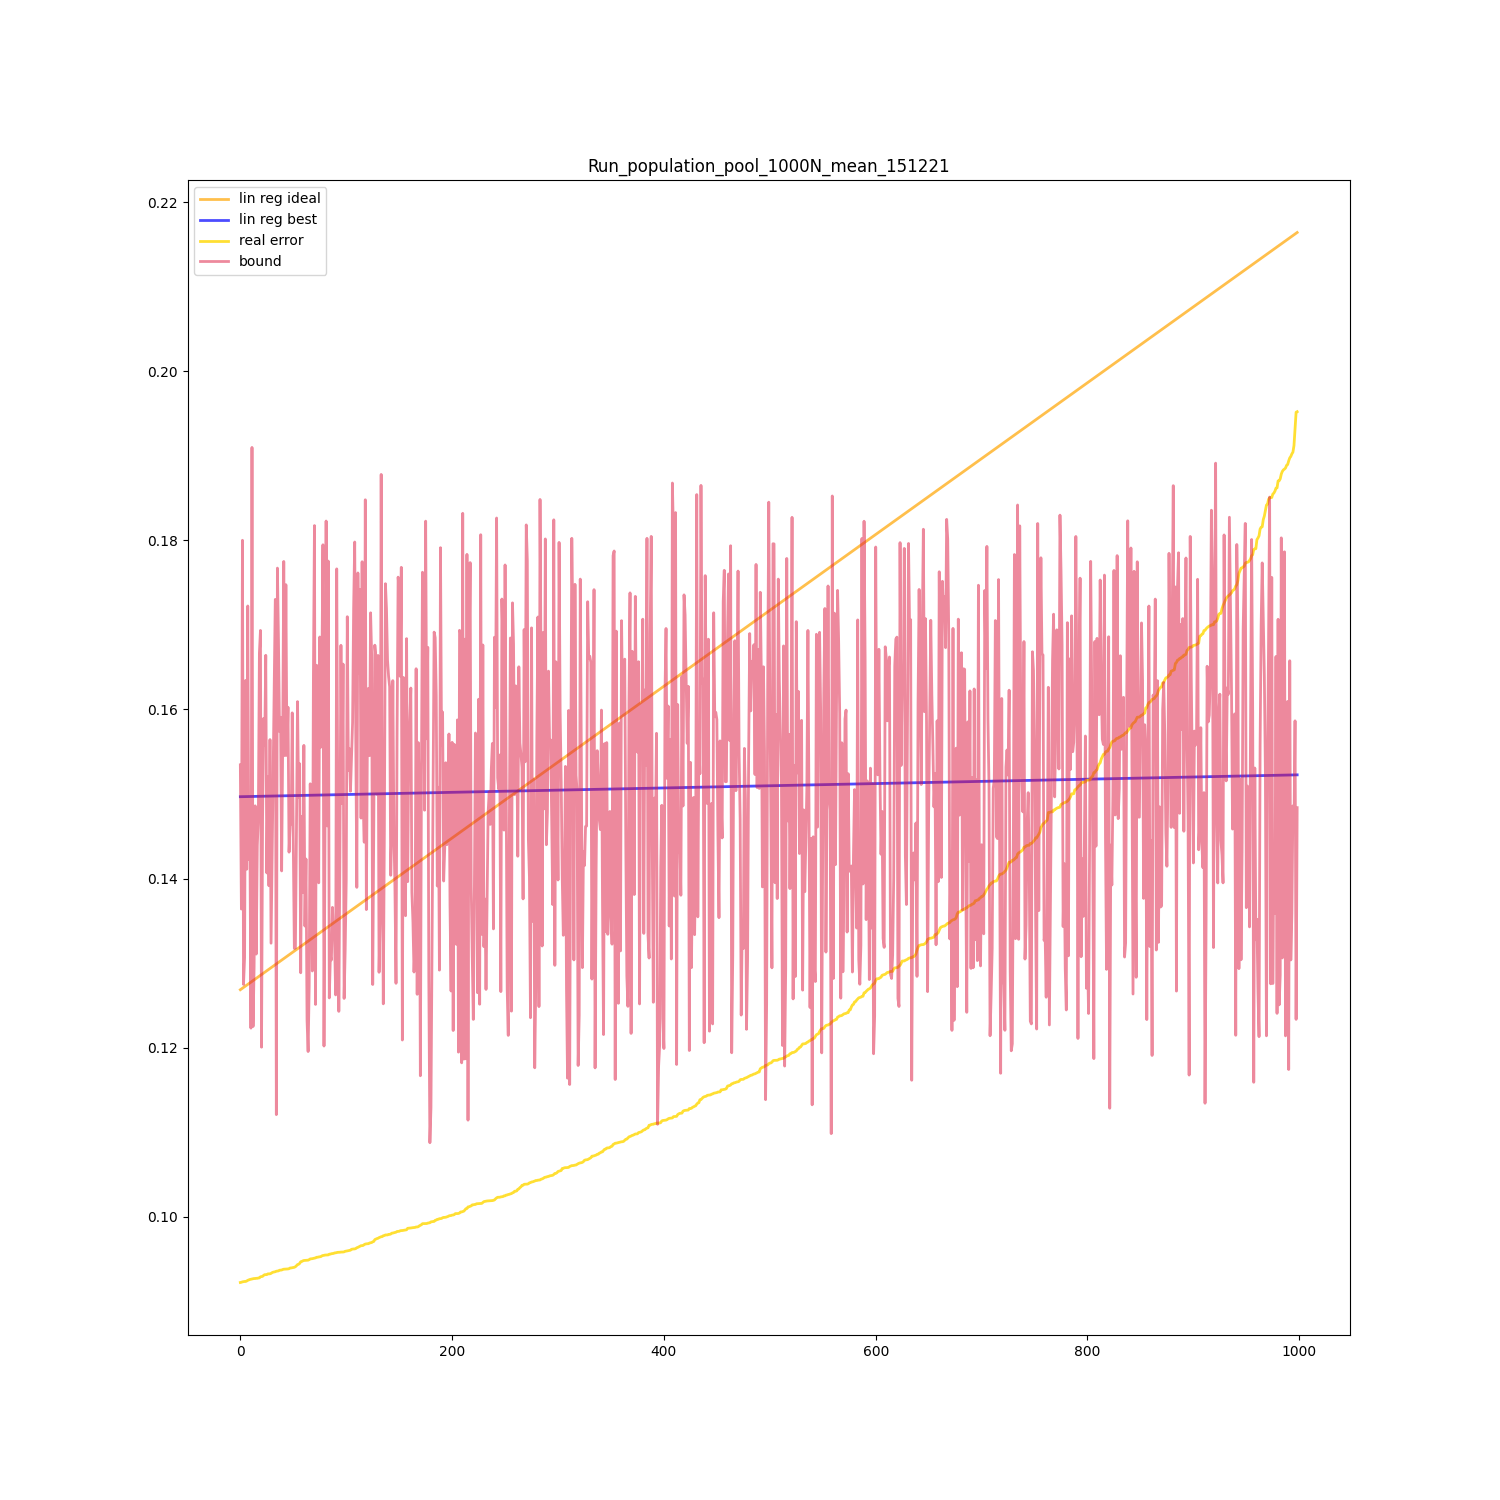 Run_population_pool_1000N_mean_151221
lin reg ideal
lin reg best
real error
bound
0.22
0.20
0.18
0.16
0.14
0.12
0.10
0
200
400
600
800
1000